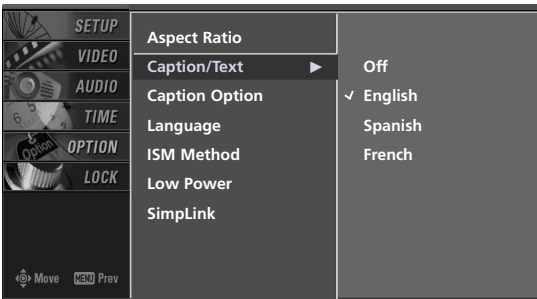 SETUP
VIDEO
AUDIO
TIME
OPTION
LOCK
Move MENU Prev
Aspect Ratio
Caption/Text ►
Caption Option
Language
ISM Method
Low Power
SimpLink
Off
✓ English
Spanish
French